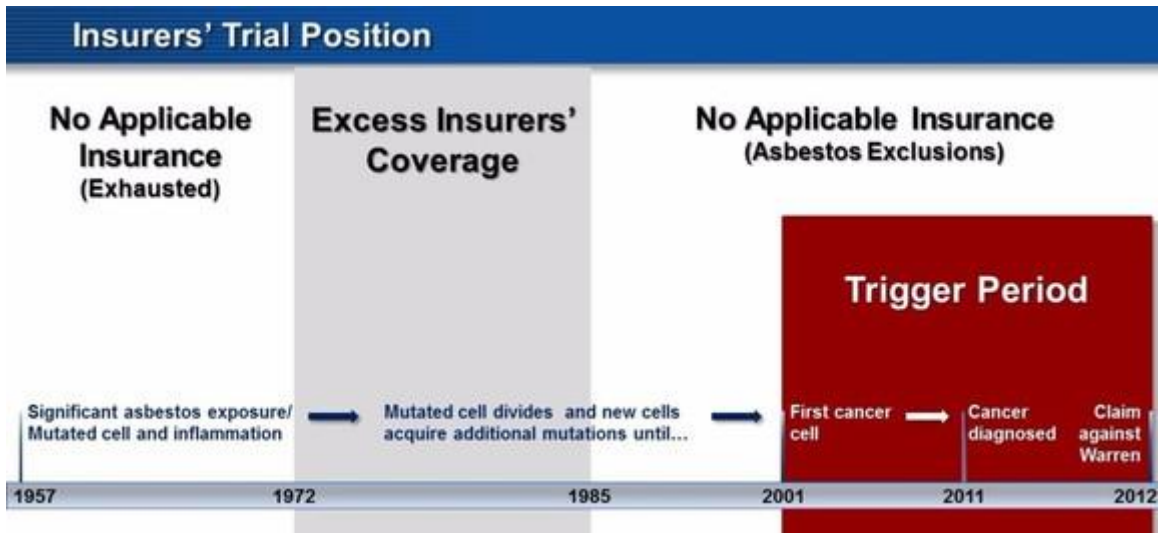 Insurers' Trial Position
No Applicable
Insurance
(Exhausted)
Excess Insurers'
Coverage
No Applicable Insurance
(Asbestos Exclusions)
Trigger Period
Significant asbestos exposure/
Mutated cell and inflammation
Mutated cell divides and new cells
acquire additional mutations until...
First cancer
cell
Cancer
diagnosed
Claim
against
Warren
1957
1972
1985
2001
2011
2012